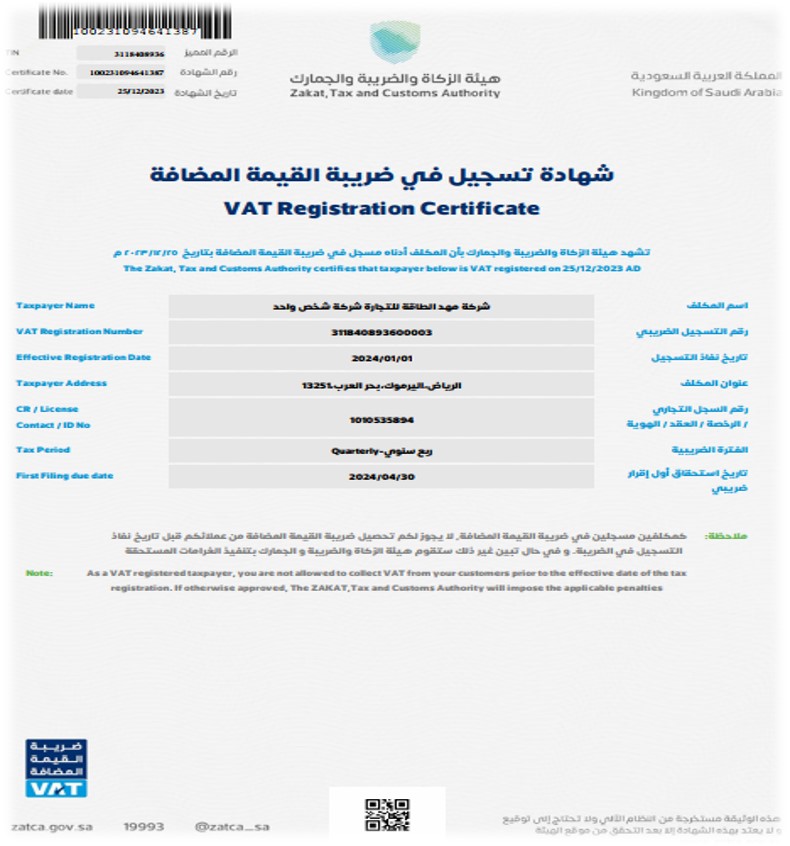 100231094641387
TIN 3118408936 الرقم المميز
Certificate No. 100231094641387 رقم الشهادة
Certificate date 25/12/2023 تاريخ الشهادة
هيئة الزكاة والضريبة والجمارك
Zakat, Tax and Customs Authority
المملكة العربية السعودية
Kingdom of Saudi Arabia
شهادة تسجيل في ضريبة القيمة المضافة
VAT Registration Certificate
تشهد هيئة الزكاة والضريبة والجمارك بأن المكلف أدناه مسجل في ضريبة القيمة المضافة بتاريخ ٢٠٢٣/١٢/٢٥ م
The Zakat, Tax and Customs Authority certifies that taxpayer below is VAT registered on 25/12/2023 AD
Taxpayer Name شركة مهد الطاقة للتجارة شركة شخص واحد اسم المكلف
VAT Registration Number 311840893600003 رقم التسجيل الضريبي
Effective Registration Date 2024/01/01 تاريخ نفاذ التسجيل
Taxpayer Address الرياض،اليرموك،بحر العرب،13251 عنوان المكلف
CR / License رقم السجل التجاري
Contact / ID No 1010535894 / الرخصة / العقد / الهوية
Tax Period Quarterly-ربع سنوي الفترة الضريبية
First Filing due date 2024/04/30 تاريخ استحقاق أول إقرار
ضريبي
ملاحظة: كمكلفين مسجلين في ضريبة القيمة المضافة, لا يجوز لكم تحصيل ضريبة القيمة المضافة من عملائكم قبل تاريخ نفاذ
التسجيل في الضريبة. و في حال تبين غير ذلك ستقوم هيئة الزكاة والضريبة و الجمارك بتنفيذ الغرامات المستحقة
Note: As a VAT registered taxpayer, you are not allowed to collect VAT from your customers prior to the effective date of the tax
registration. If otherwise approved, The ZAKAT,Tax and Customs Authority will impose the applicable penalties
ضريبة
القيمة
المضافة
VAT
zatca.gov.sa 19993 @zatca_sa
هذه الوثيقة مستخرجة من النظام الآلي ولا تحتاج إلى توقيع
و لا يعتد بهذه الشهادة إلا بعد التحقق من موقع الهيئة